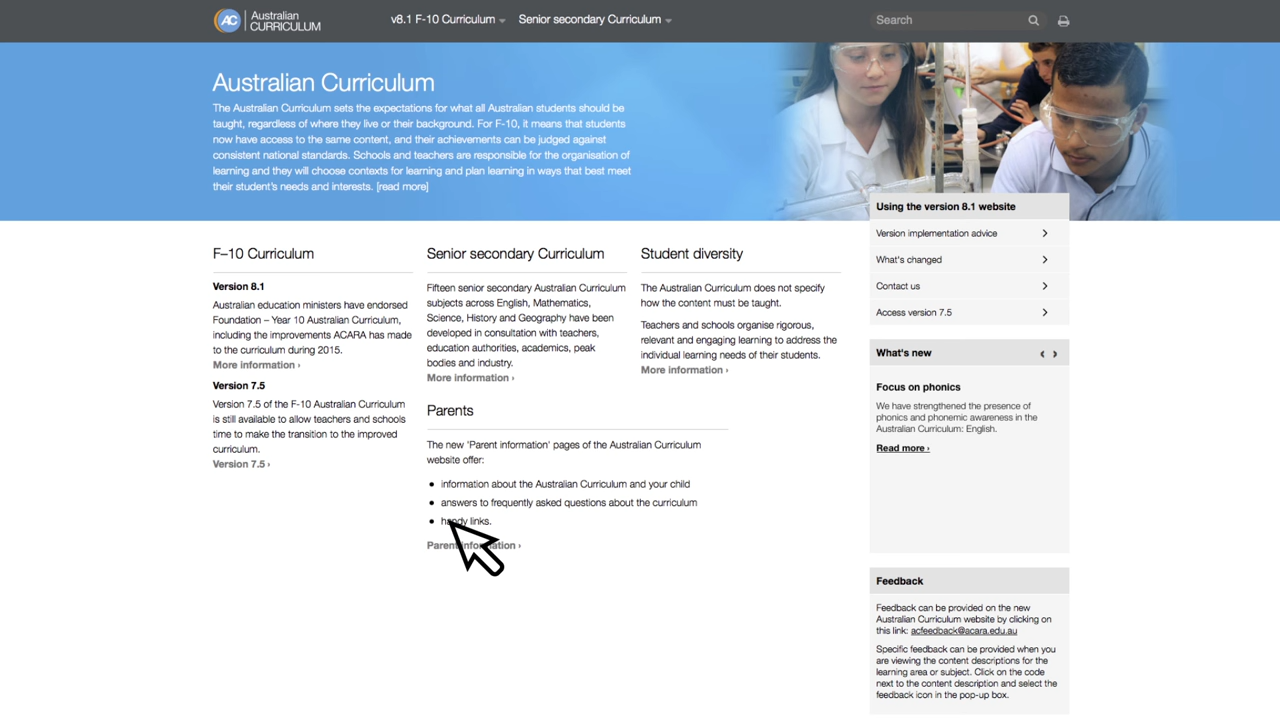 AC
Australian
CURRICULUM
v8.1 F-10 Curriculum
Senior secondary Curriculum
Search
Australian Curriculum
The Australian Curriculum sets the expectations for what all Australian students should be
taught, regardless of where they live or their background. For F-10, it means that students
now have access to the same content, and their achievements can be judged against
consistent national standards. Schools and teachers are responsible for the organisation of
learning and they will choose contexts for learning and plan learning in ways that best meet
their student's needs and interests. [read more]
F–10 Curriculum
Version 8.1
Australian education ministers have endorsed
Foundation – Year 10 Australian Curriculum,
including the improvements ACARA has made
to the curriculum during 2015.
More information ›
Version 7.5
Version 7.5 of the F-10 Australian Curriculum
is still available to allow teachers and schools
time to make the transition to the improved
curriculum.
Version 7.5 ›
Senior secondary Curriculum
Fifteen senior secondary Australian Curriculum
subjects across English, Mathematics,
Science, History and Geography have been
developed in consultation with teachers,
education authorities, academics, peak
bodies and industry.
More information ›
Student diversity
The Australian Curriculum does not specify
how the content must be taught.
Teachers and schools organise rigorous,
relevant and engaging learning to address the
individual learning needs of their students.
More information ›
Parents
The new 'Parent information' pages of the Australian Curriculum
website offer:
• information about the Australian Curriculum and your child
• answers to frequently asked questions about the curriculum
• handy links.
Parent information ›
Using the version 8.1 website
Version implementation advice
What's changed
Contact us
Access version 7.5
What's new
Focus on phonics
We have strengthened the presence of
phonics and phonemic awareness in the
Australian Curriculum: English.
Read more ›
Feedback
Feedback can be provided on the new
Australian Curriculum website by clicking on
this link: acfeedback@acara.edu.au
Specific feedback can be provided when you
are viewing the content descriptions for the
learning area or subject. Click on the code
next to the content description and select the
feedback icon in the pop-up box.